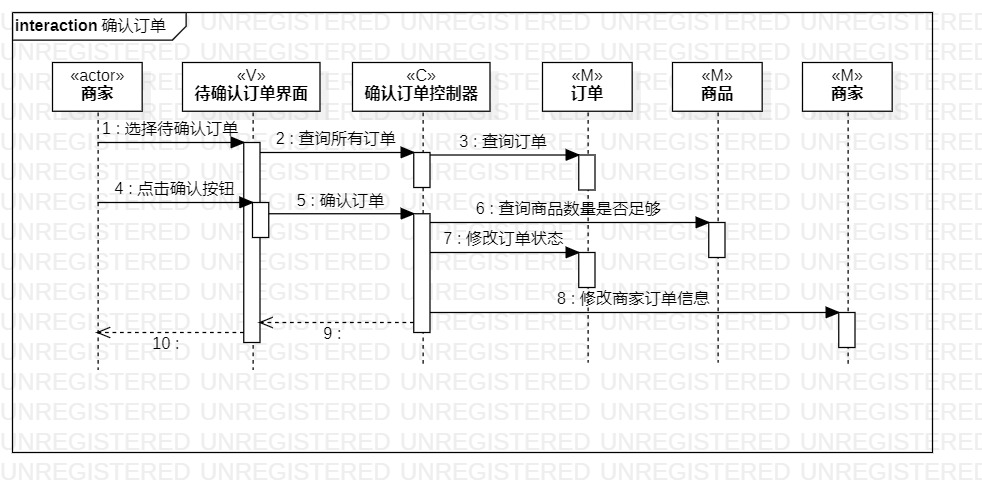 interaction 确认订单
«actor»
商家
«V»
待确认订单界面
«C»
确认订单控制器
«M»
订单
«M»
商品
«M»
商家
1 : 选择待确认订单
2 : 查询所有订单
3 : 查询订单
4 : 点击确认按钮
5 : 确认订单
6 : 查询商品数量是否足够
7 : 修改订单状态
8 : 修改商家订单信息
9 :
10 :
UNREGISTERED